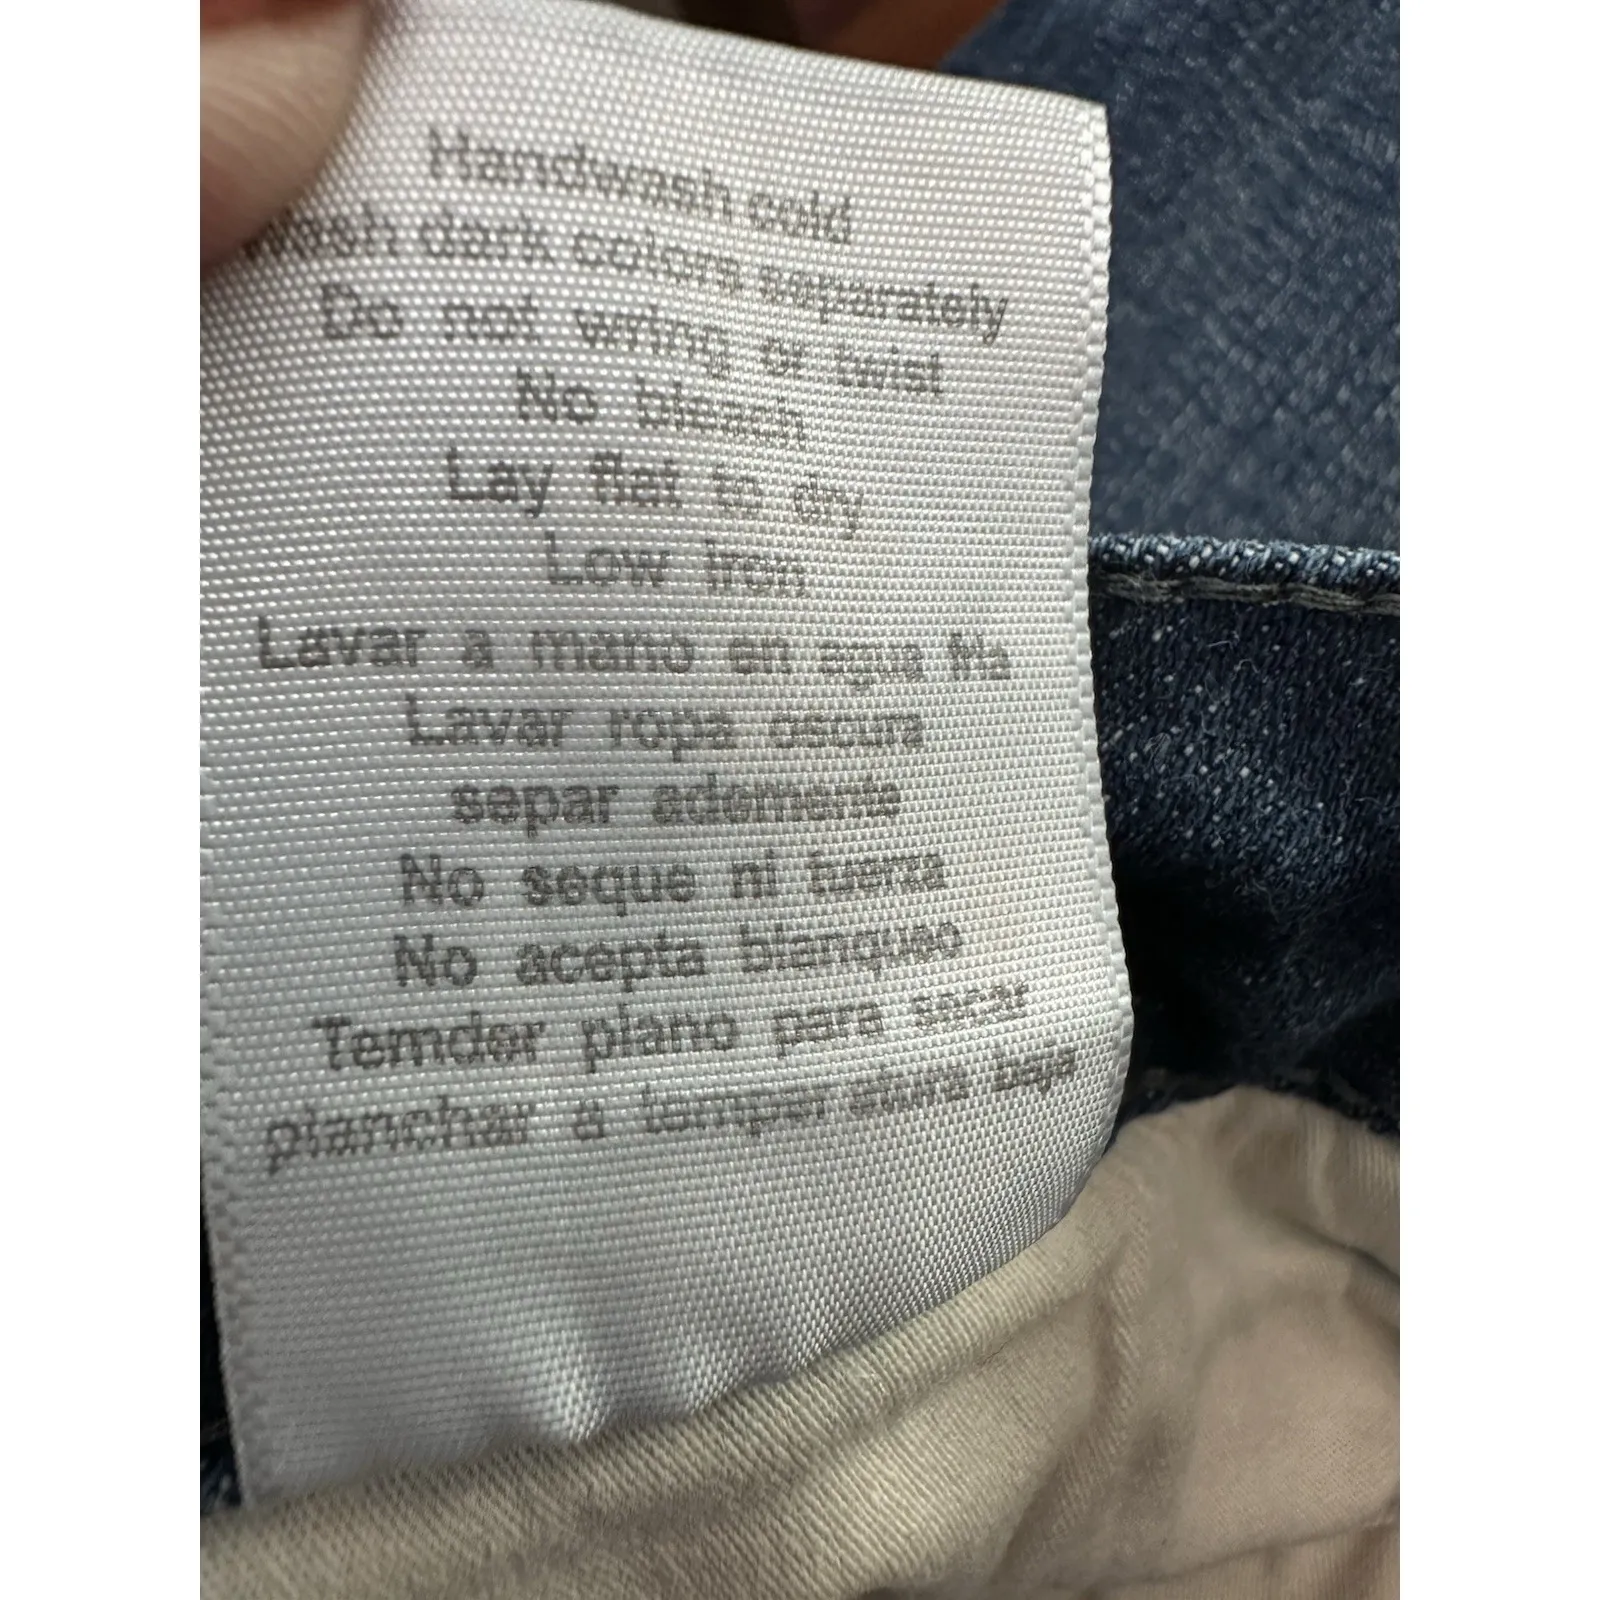 Handwash cold
Wash dark colors separately
Do not wring or twist
No bleach
Lay flat to dry
Low iron
Lavar a mano en agua fria
Lavar ropa oscura
separ ademente
No seque ni tuerza
No acepta blanqueo
Temder plano para secar
planchar a temper atura baja